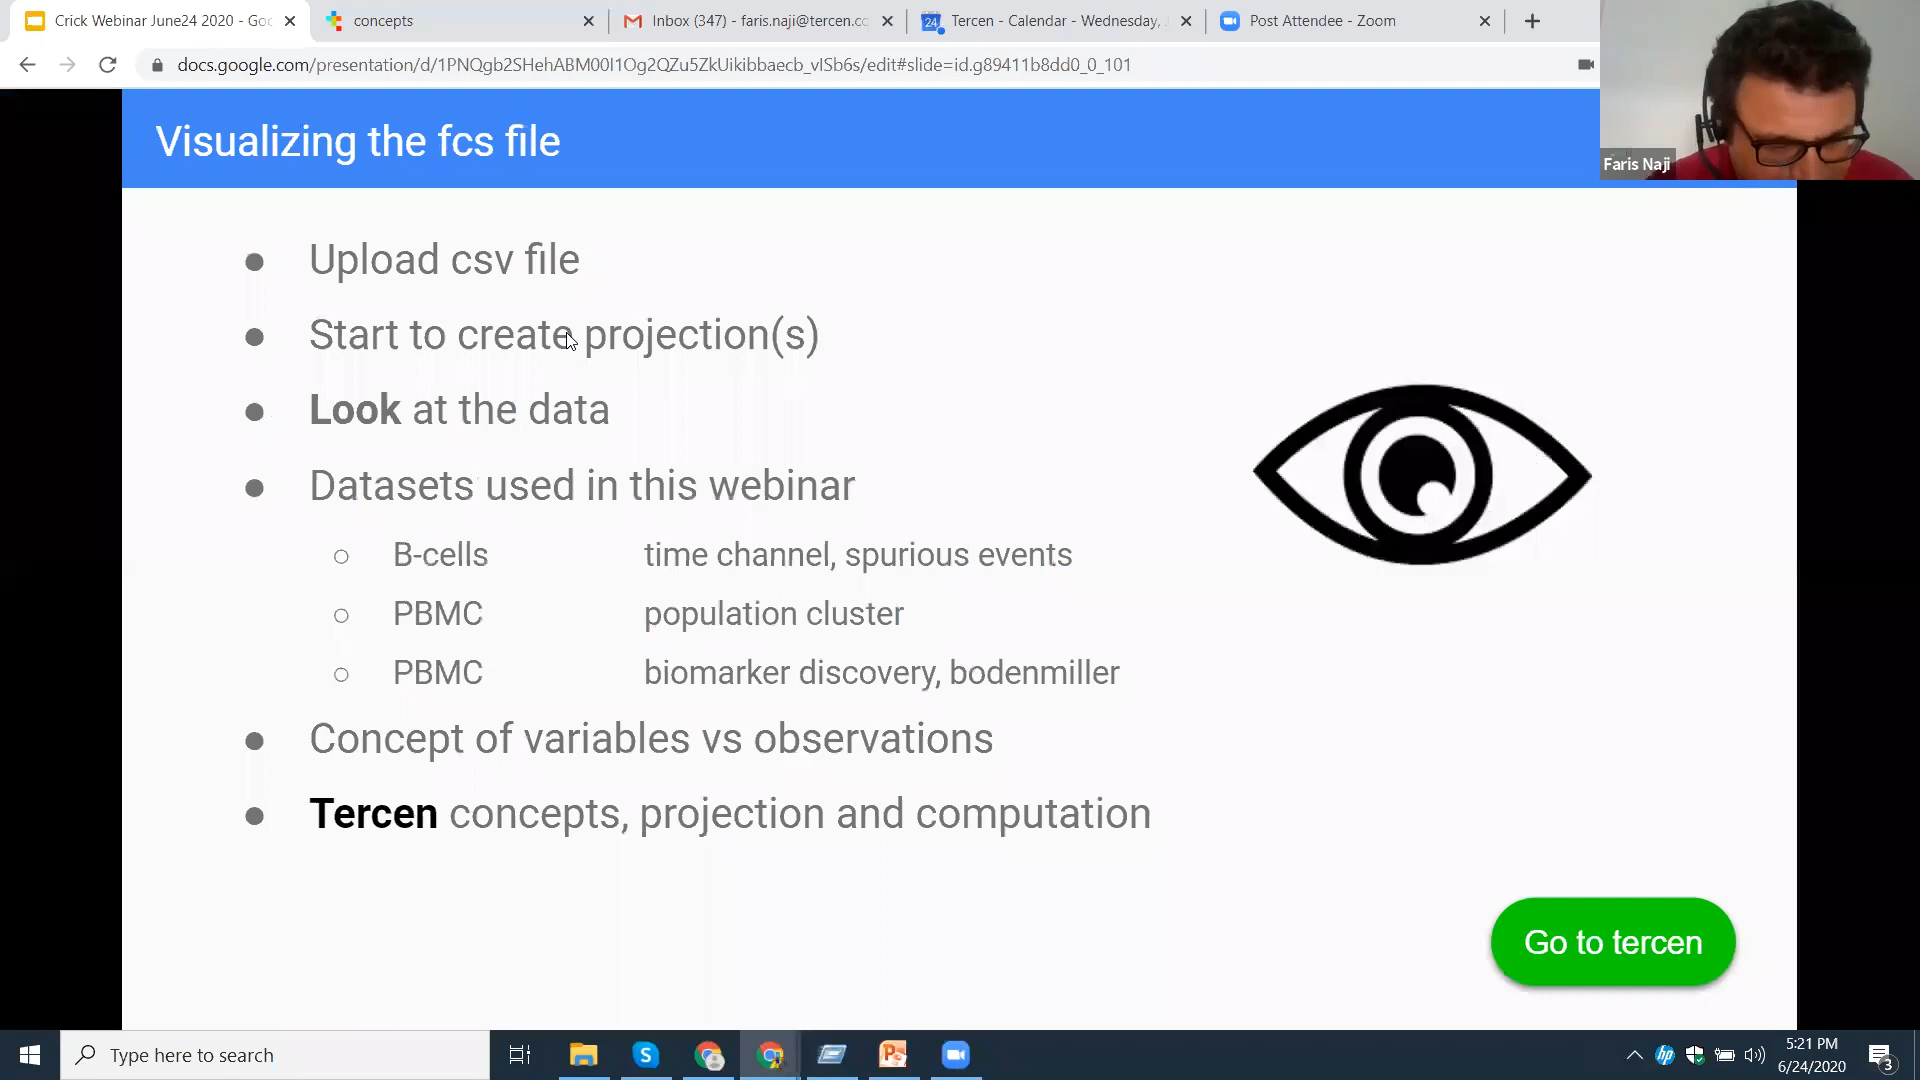 Crick Webinar June24 2020 - Goo
concepts
Inbox (347) - faris.naji@tercen.co
Tercen - Calendar - Wednesday,
Post Attendee - Zoom
docs.google.com/presentation/d/1PNQgb2SHehABM00I1Og2QZu5ZkUikibbaecb_vlSb6s/edit#slide=id.g89411b8dd0_0_101
24
Visualizing the fcs file
Faris Naji
● Upload csv file
● Start to create projection(s)
● Look at the data
● Datasets used in this webinar
○ B-cells time channel, spurious events
○ PBMC population cluster
○ PBMC biomarker discovery, bodenmiller
● Concept of variables vs observations
● Tercen concepts, projection and computation
Go to tercen
Type here to search
5:21 PM
6/24/2020
3